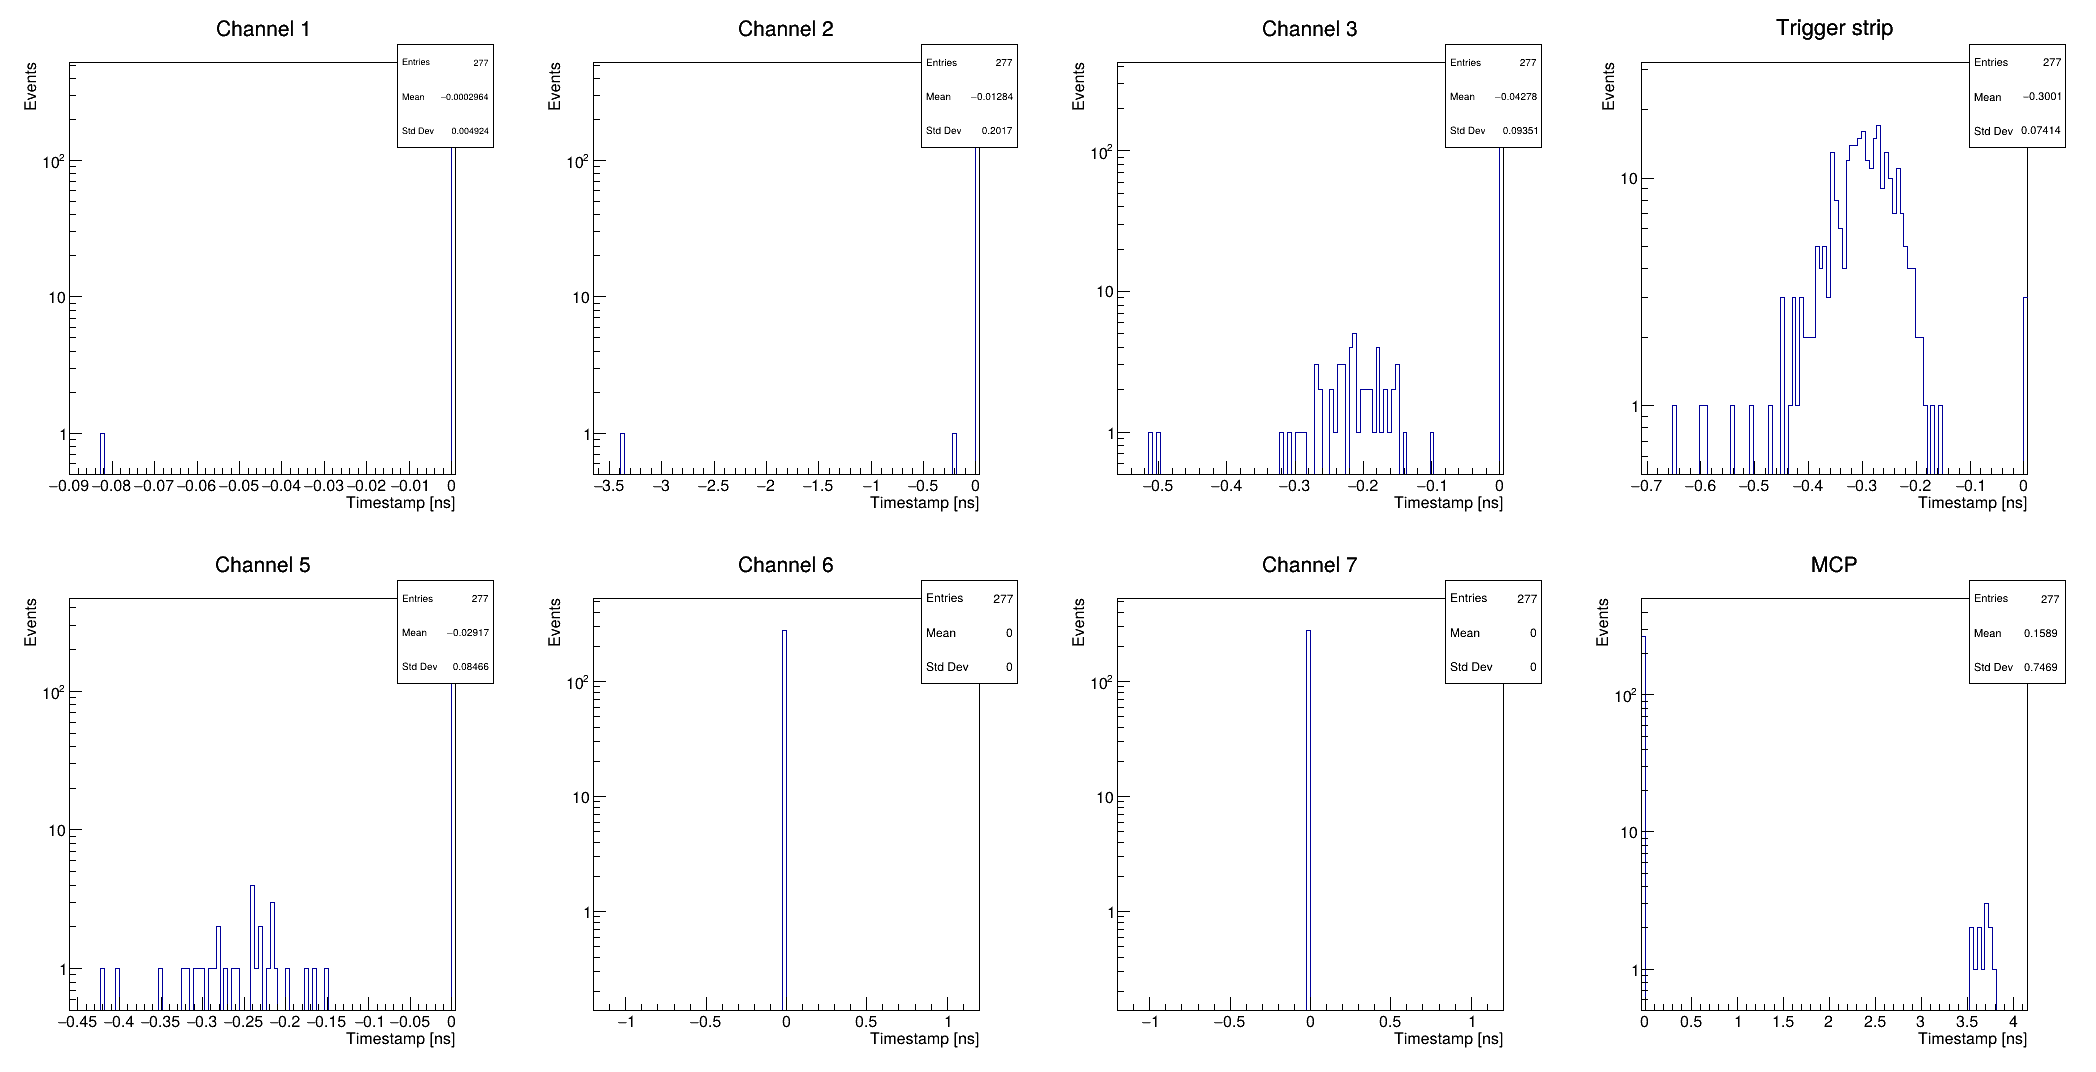 Channel 1
Events
Entries 277
Mean −0.0002964
Std Dev 0.004924
10²
10
1
−0.09 −0.08 −0.07 −0.06 −0.05 −0.04 −0.03 −0.02 −0.01 0
Timestamp [ns]
Channel 2
Events
Entries 277
Mean −0.01284
Std Dev 0.2017
10²
10
1
−3.5 −3 −2.5 −2 −1.5 −1 −0.5 0
Timestamp [ns]
Channel 3
Events
Entries 277
Mean −0.04278
Std Dev 0.09351
10²
10
1
−0.5 −0.4 −0.3 −0.2 −0.1 0
Timestamp [ns]
Trigger strip
Events
Entries 277
Mean −0.3001
Std Dev 0.07414
10
1
−0.7 −0.6 −0.5 −0.4 −0.3 −0.2 −0.1 0
Timestamp [ns]
Channel 5
Events
Entries 277
Mean −0.02917
Std Dev 0.08466
10²
10
1
−0.45 −0.4 −0.35 −0.3 −0.25 −0.2 −0.15 −0.1 −0.05 0
Timestamp [ns]
Channel 6
Events
Entries 277
Mean 0
Std Dev 0
10²
10
1
−1 −0.5 0 0.5 1
Timestamp [ns]
Channel 7
Events
Entries 277
Mean 0
Std Dev 0
10²
10
1
−1 −0.5 0 0.5 1
Timestamp [ns]
MCP
Events
Entries 277
Mean 0.1589
Std Dev 0.7469
10²
10
1
0 0.5 1 1.5 2 2.5 3 3.5 4
Timestamp [ns]